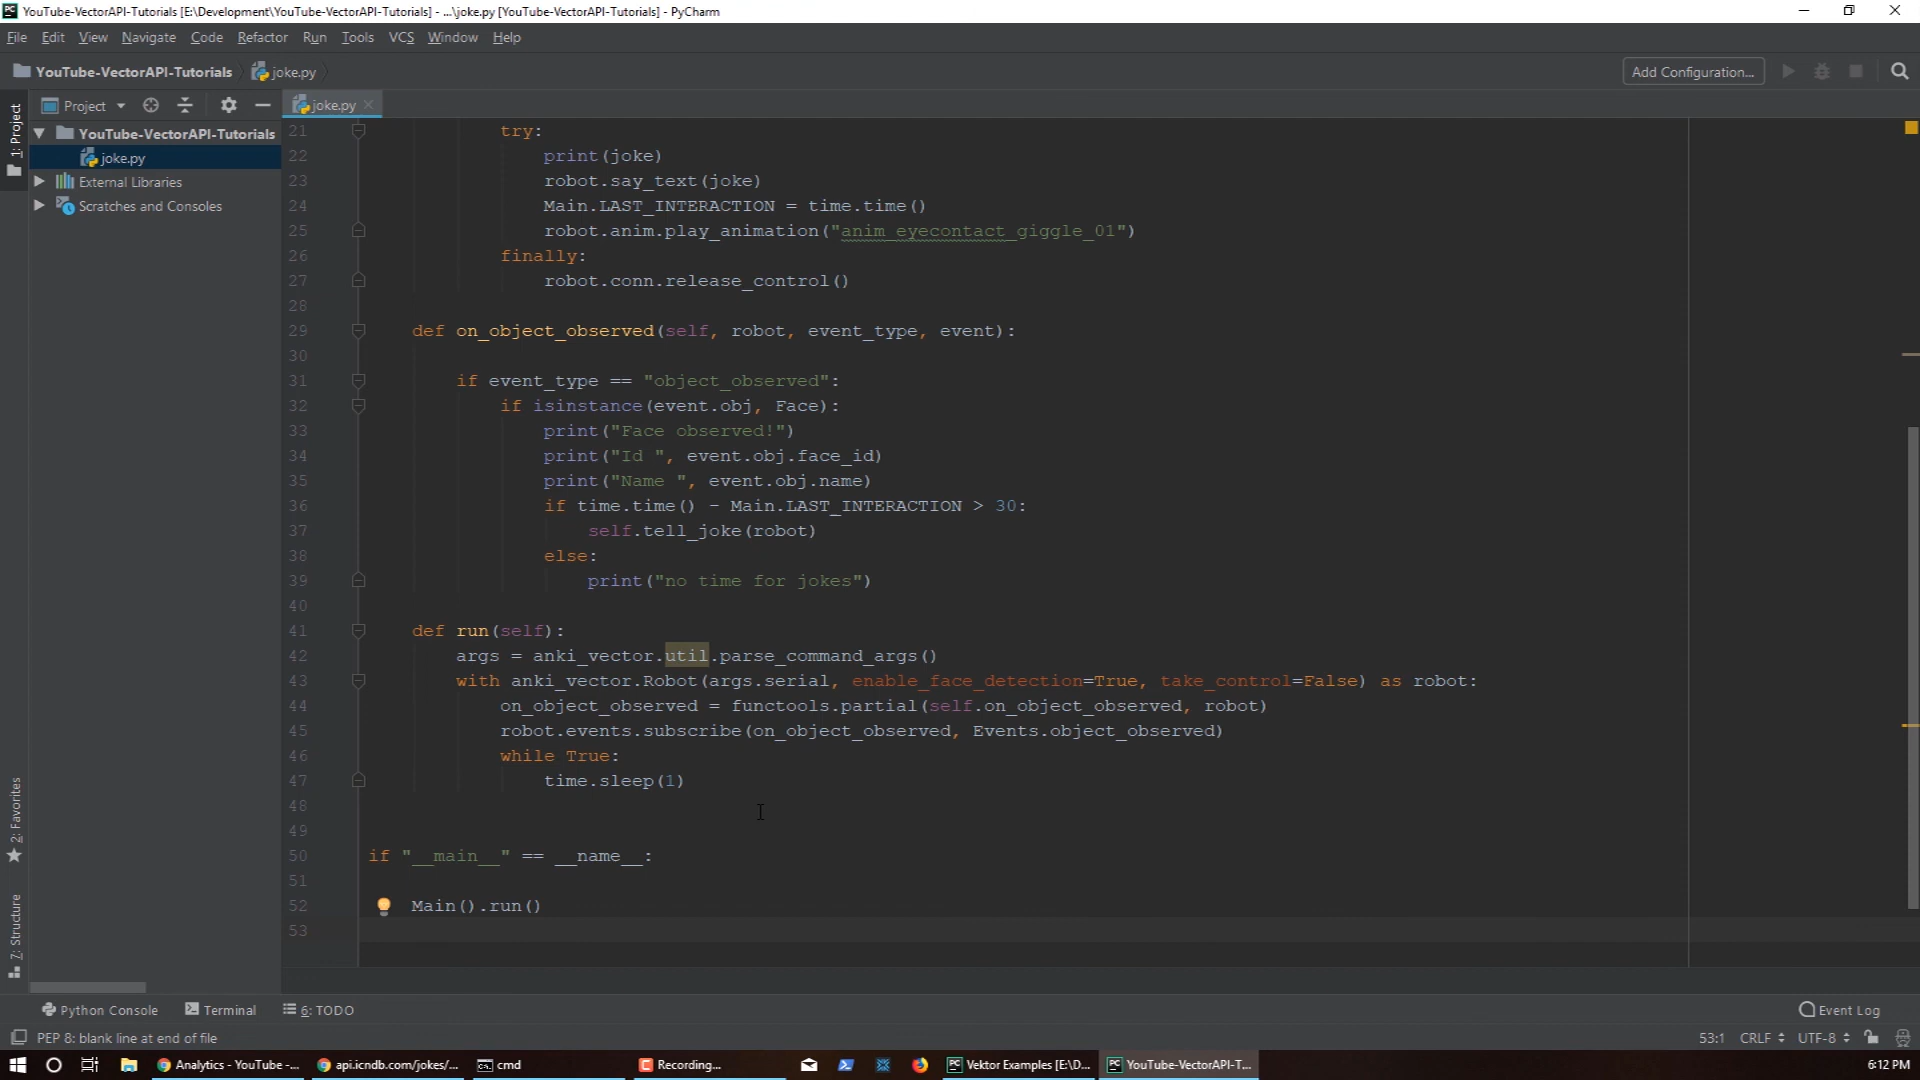 YouTube-VectorAPI-Tutorials [E:\Development\YouTube-VectorAPI-Tutorials] - ...\joke.py [YouTube-VectorAPI-Tutorials] - PyCharm
File Edit View Navigate Code Refactor Run Tools VCS Window Help
YouTube-VectorAPI-Tutorials joke.py Add Configuration...
Project joke.py
1: Project
YouTube-VectorAPI-Tutorials
joke.py
External Libraries
Scratches and Consoles
2: Favorites
7: Structure
21 try:
22 print(joke)
23 robot.say_text(joke)
24 Main.LAST_INTERACTION = time.time()
25 robot.anim.play_animation("anim_eyecontact_giggle_01")
26 finally:
27 robot.conn.release_control()
28
29 def on_object_observed(self, robot, event_type, event):
30
31 if event_type == "object_observed":
32 if isinstance(event.obj, Face):
33 print("Face observed!")
34 print("Id ", event.obj.face_id)
35 print("Name ", event.obj.name)
36 if time.time() - Main.LAST_INTERACTION > 30:
37 self.tell_joke(robot)
38 else:
39 print("no time for jokes")
40
41 def run(self):
42 args = anki_vector.util.parse_command_args()
43 with anki_vector.Robot(args.serial, enable_face_detection=True, take_control=False) as robot:
44 on_object_observed = functools.partial(self.on_object_observed, robot)
45 robot.events.subscribe(on_object_observed, Events.object_observed)
46 while True:
47 time.sleep(1)
48
49
50 if "__main__" == __name__:
51
52 Main().run()
53
Python Console Terminal 6: TODO Event Log
PEP 8: blank line at end of file 53:1 CRLF UTF-8
Analytics - YouTube -... api.icndb.com/jokes/... cmd Recording... Vektor Examples [E:\D... YouTube-VectorAPI-T... 6:12 PM